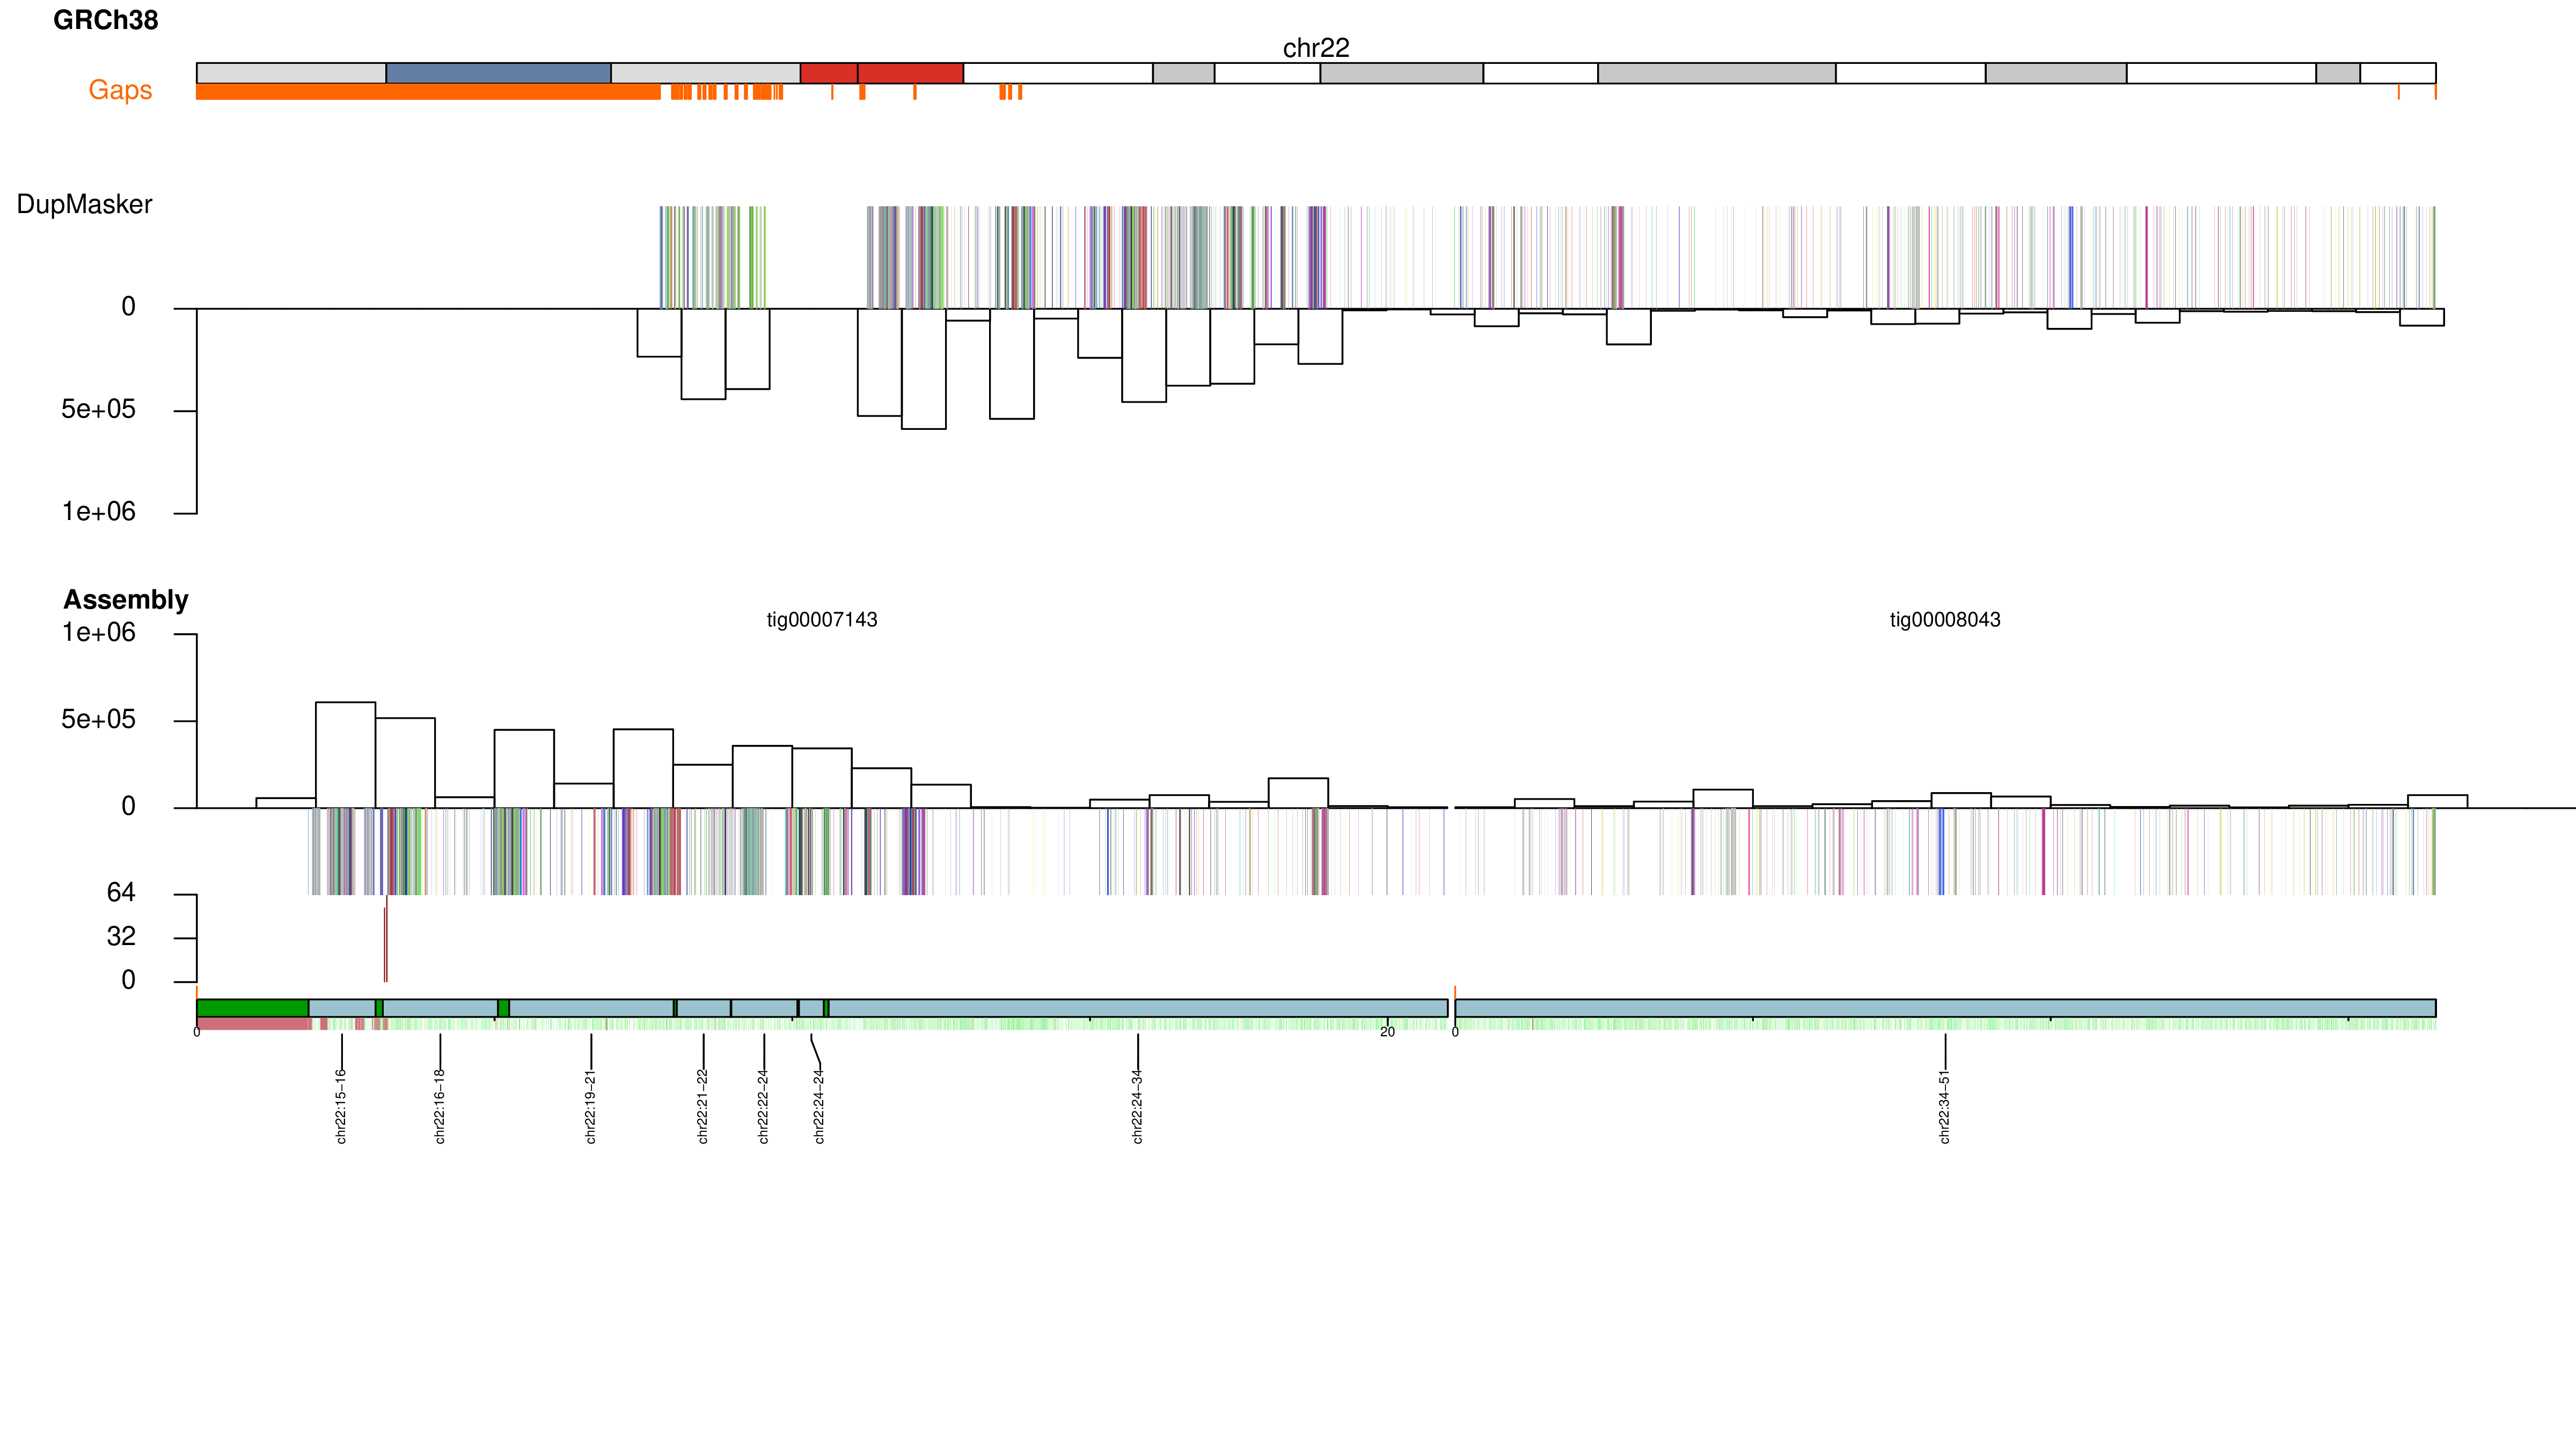 GRCh38
chr22
Gaps
DupMasker
0
5e+05
1e+06
Assembly
tig00007143
tig00008043
1e+06
5e+05
0
64
32
0
0
20
0
chr22:15−16
chr22:16−18
chr22:19−21
chr22:21−22
chr22:22−24
chr22:24−24
chr22:24−34
chr22:34−51